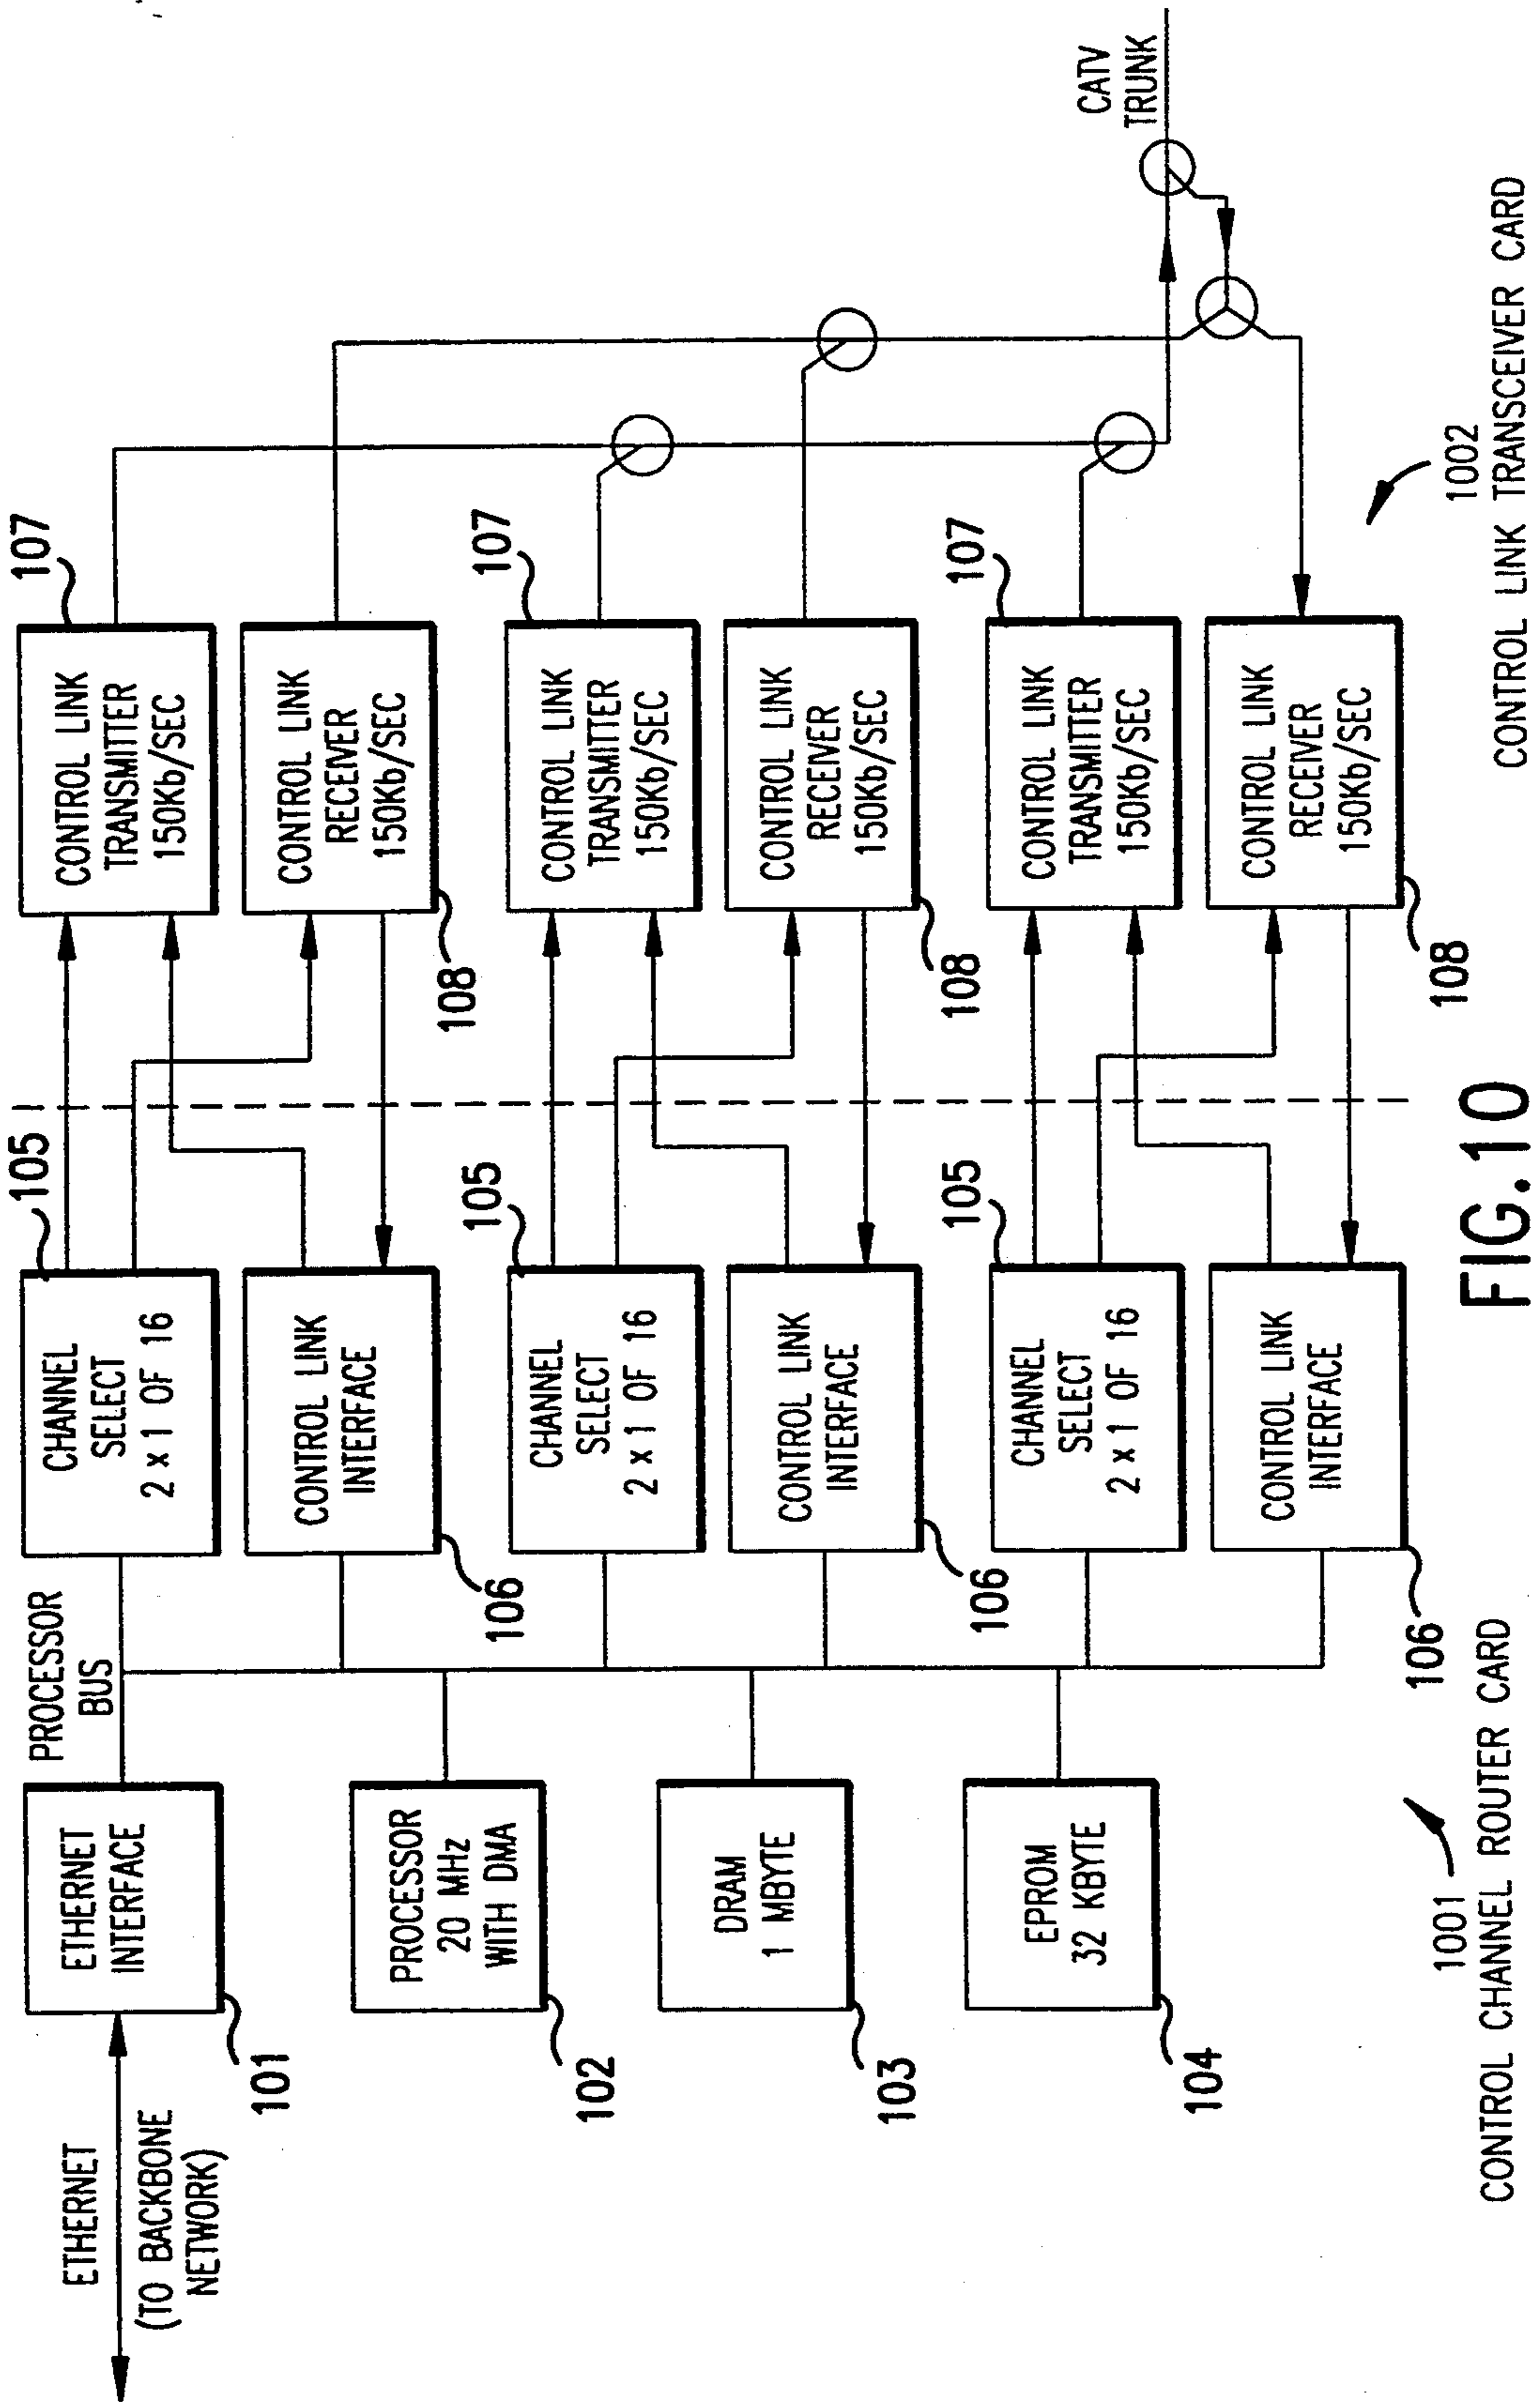 ETHERNET
(TO BACKBONE
NETWORK)
101
ETHERNET
INTERFACE
PROCESSOR
BUS
102
PROCESSOR
20 MHz
WITH DMA
103
DRAM
1 MBYTE
104
EPROM
32 KBYTE
105
CHANNEL
SELECT
2 x 1 OF 16
106
CONTROL LINK
INTERFACE
105
CHANNEL
SELECT
2 x 1 OF 16
106
CONTROL LINK
INTERFACE
105
CHANNEL
SELECT
2 x 1 OF 16
106
CONTROL LINK
INTERFACE
107
CONTROL LINK
TRANSMITTER
150Kb/SEC
108
CONTROL LINK
RECEIVER
150Kb/SEC
107
CONTROL LINK
TRANSMITTER
150Kb/SEC
108
CONTROL LINK
RECEIVER
150Kb/SEC
107
CONTROL LINK
TRANSMITTER
150Kb/SEC
108
CONTROL LINK
RECEIVER
150Kb/SEC
CATV
TRUNK
1001
CONTROL CHANNEL ROUTER CARD
1002
CONTROL LINK TRANSCEIVER CARD
FIG.10